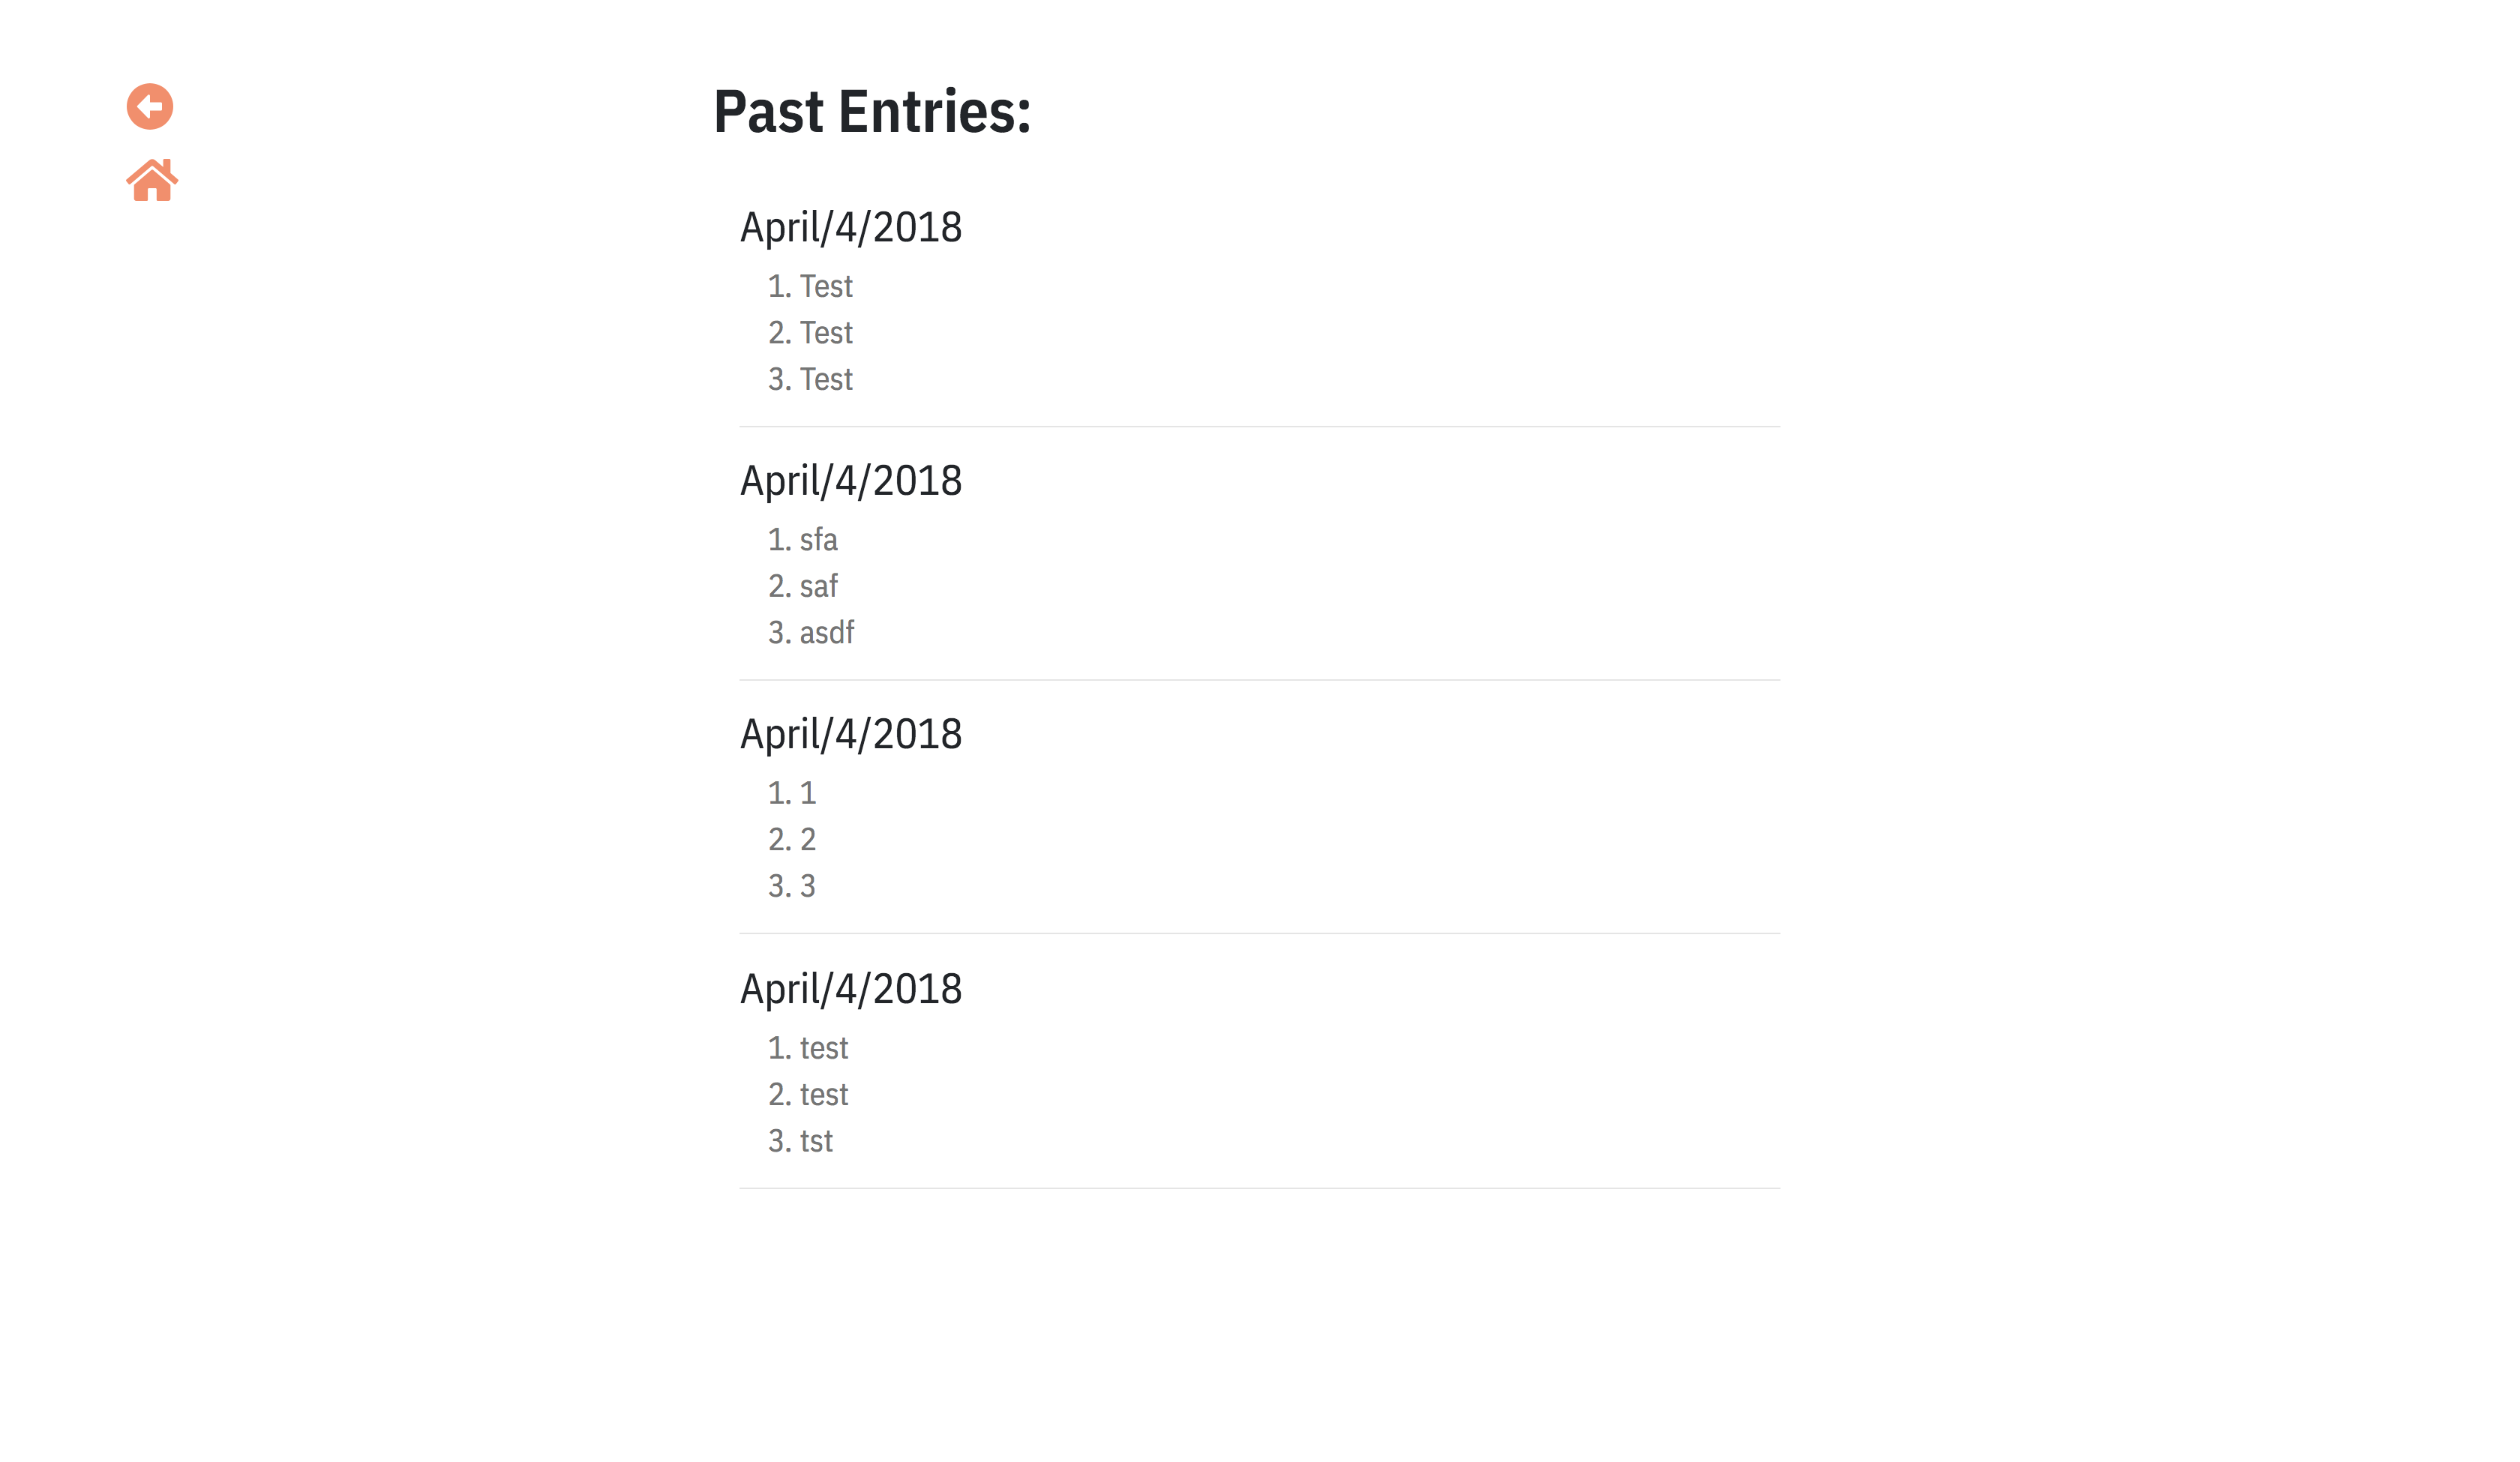 Past Entries:
April/4/2018
1. Test
2. Test
3. Test
April/4/2018
1. sfa
2. saf
3. asdf
April/4/2018
1. 1
2. 2
3. 3
April/4/2018
1. test
2. test
3. tst